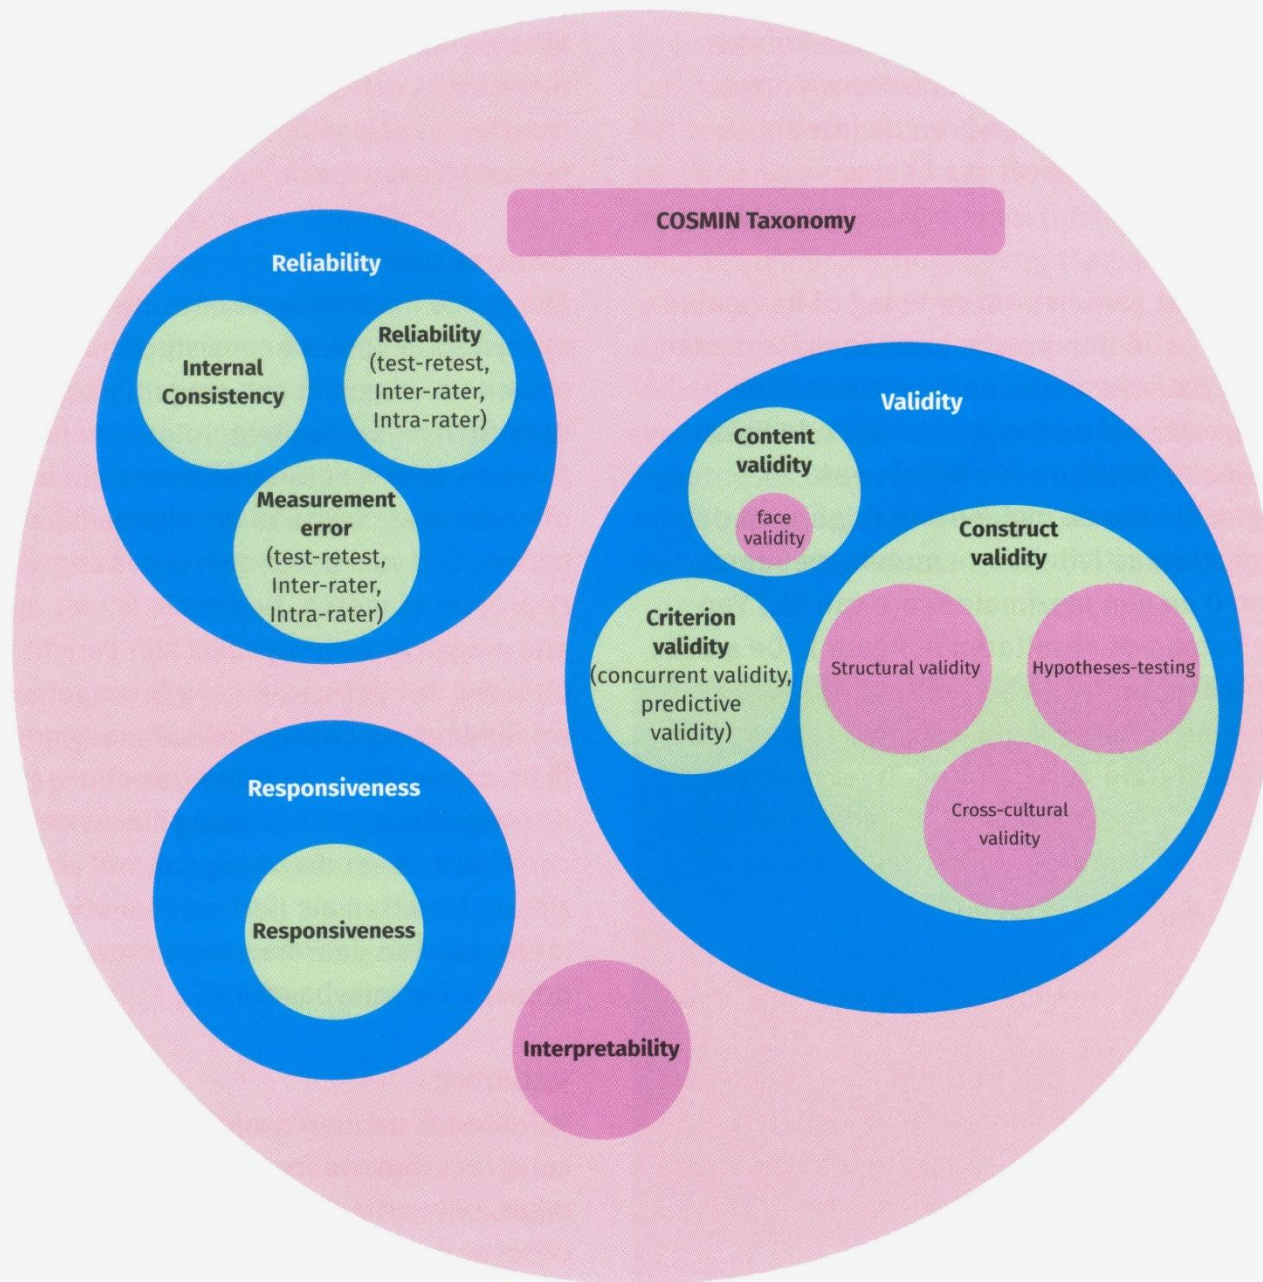 COSMIN Taxonomy
Reliability
Internal
Consistency
Reliability
(test-retest,
Inter-rater,
Intra-rater)
Measurement
error
(test-retest,
Inter-rater,
Intra-rater)
Validity
Content
validity
face
validity
Criterion
validity
(concurrent validity,
predictive
validity)
Construct
validity
Structural validity
Hypotheses-testing
Cross-cultural
validity
Responsiveness
Responsiveness
Interpretability